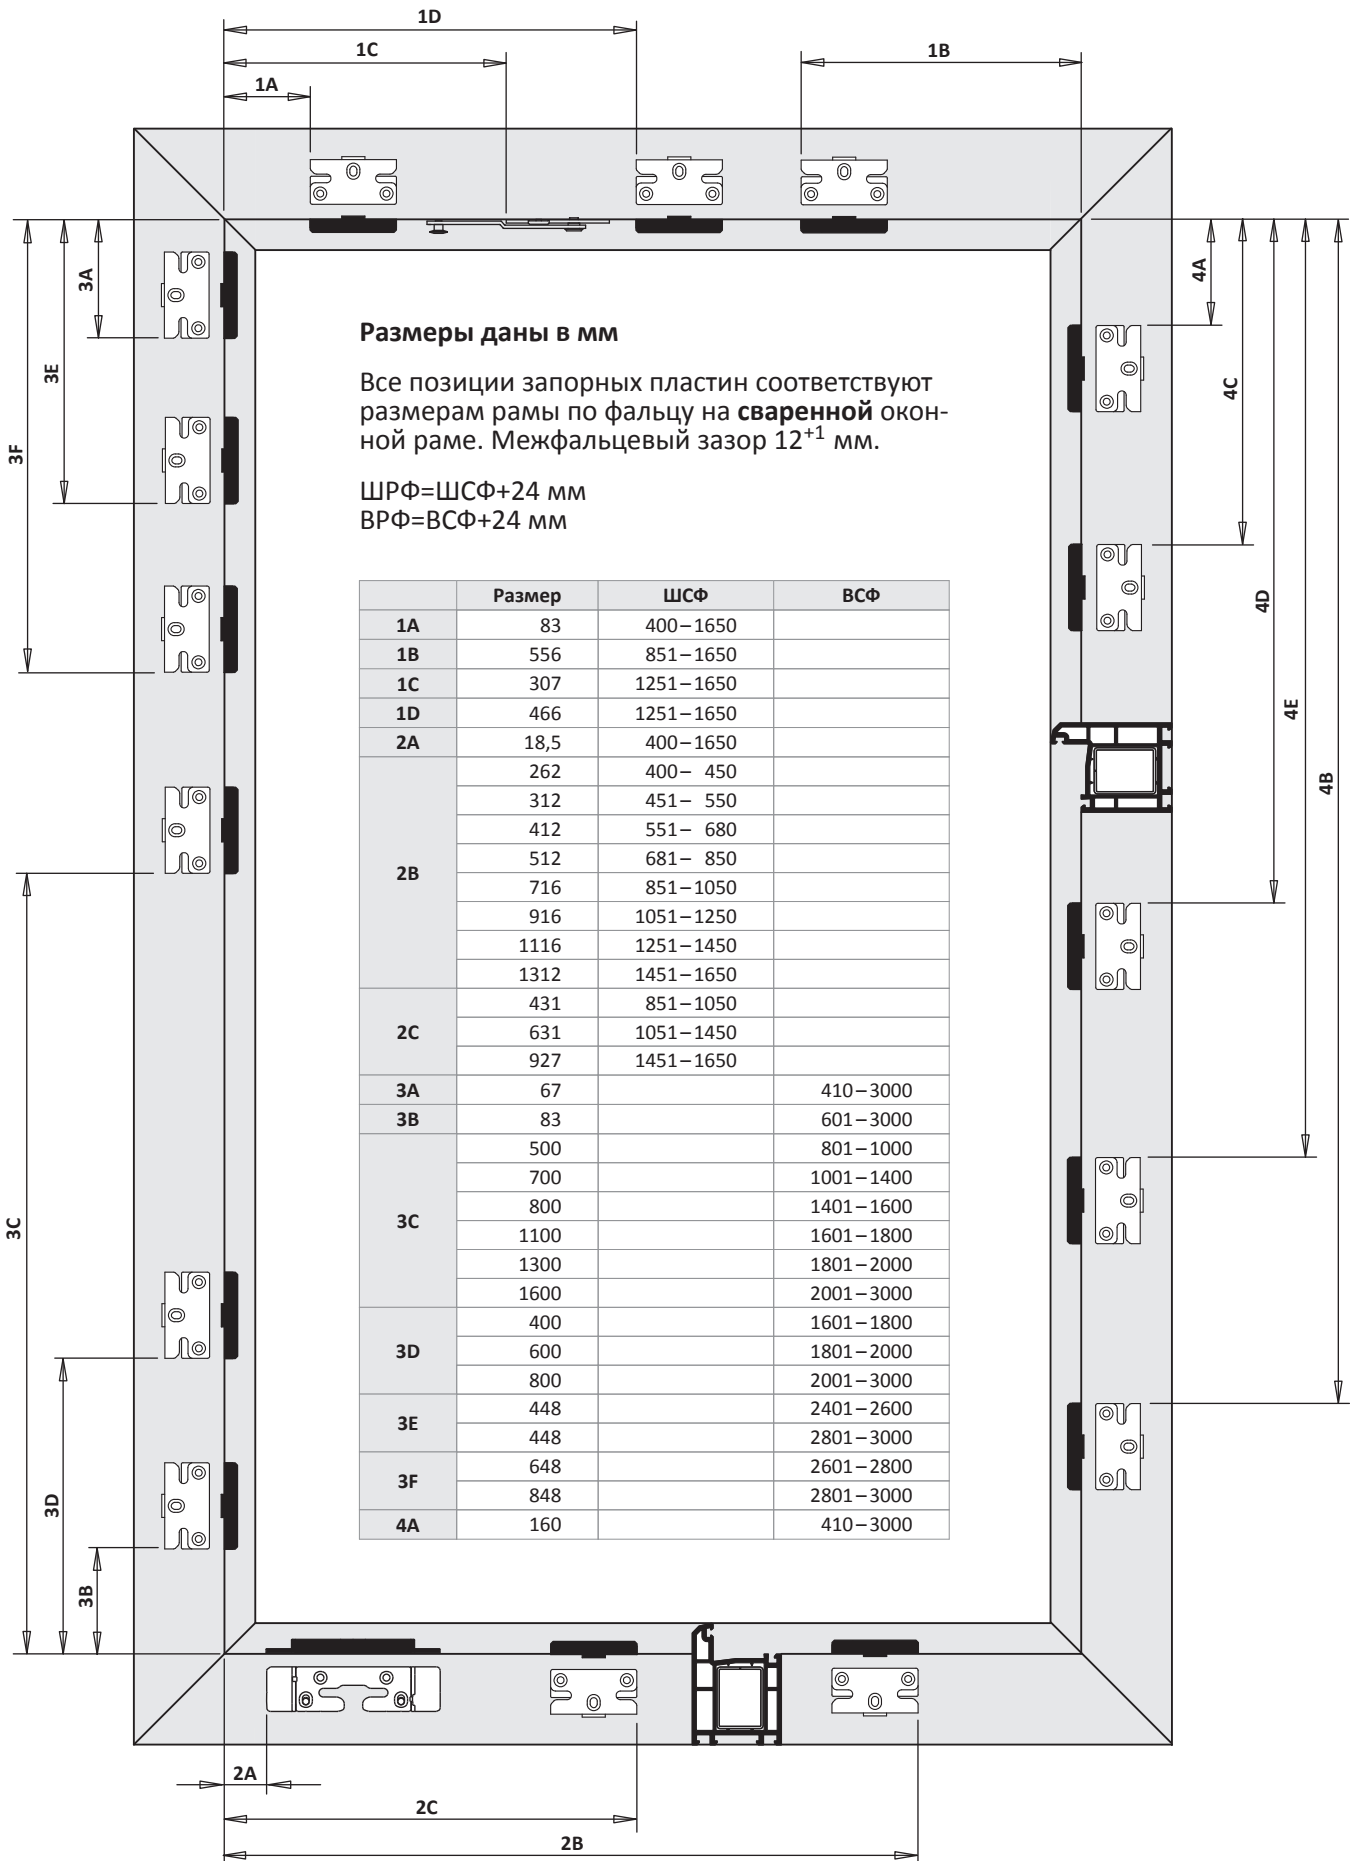 1D
1C
1B
1A
3A
3E
3F
4A
4C
4D
4E
4B
Размеры даны в мм
Все позиции запорных пластин соответствуют
размерам рамы по фальцу на сваренной окон-
ной раме. Межфальцевый зазор 12+1 мм.
ШРФ=ШСФ+24 мм
ВРФ=ВСФ+24 мм
Размер ШСФ ВСФ
1A 83 400–1650
1B 556 851–1650
1C 307 1251–1650
1D 466 1251–1650
2A 18,5 400–1650
2B 262 400– 450
312 451– 550
412 551– 680
512 681– 850
716 851–1050
916 1051–1250
1116 1251–1450
1312 1451–1650
2C 431 851–1050
631 1051–1450
927 1451–1650
3A 67 410–3000
3B 83 601–3000
3C 500 801–1000
700 1001–1400
800 1401–1600
1100 1601–1800
1300 1801–2000
1600 2001–3000
3D 400 1601–1800
600 1801–2000
800 2001–3000
3E 448 2401–2600
448 2801–3000
3F 648 2601–2800
848 2801–3000
4A 160 410–3000
3C
3D
3B
2A
2C
2B